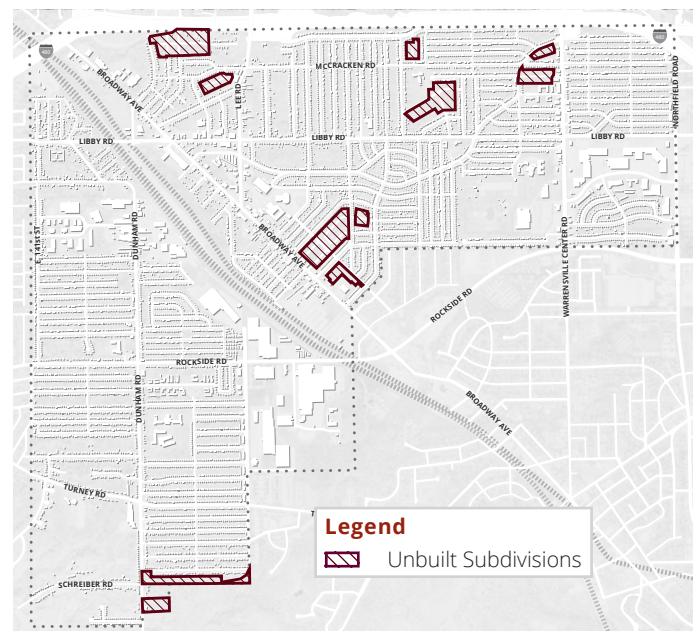 480
480
BROADWAY AVE
LEE RD
MCCRACKEN RD
NORTHFIELD ROAD
LIBBY RD
LIBBY RD
LIBBY RD
141st ST
DUNHAM RD
BROADWAY AVE
WARRENSVILLE CENTER RD
ROCKSIDE RD
ROCKSIDE RD
DUNHAM RD
BROADWAY AVE
TURNEY RD
T
Legend
Unbuilt Subdivisions
SCHREIBER RD